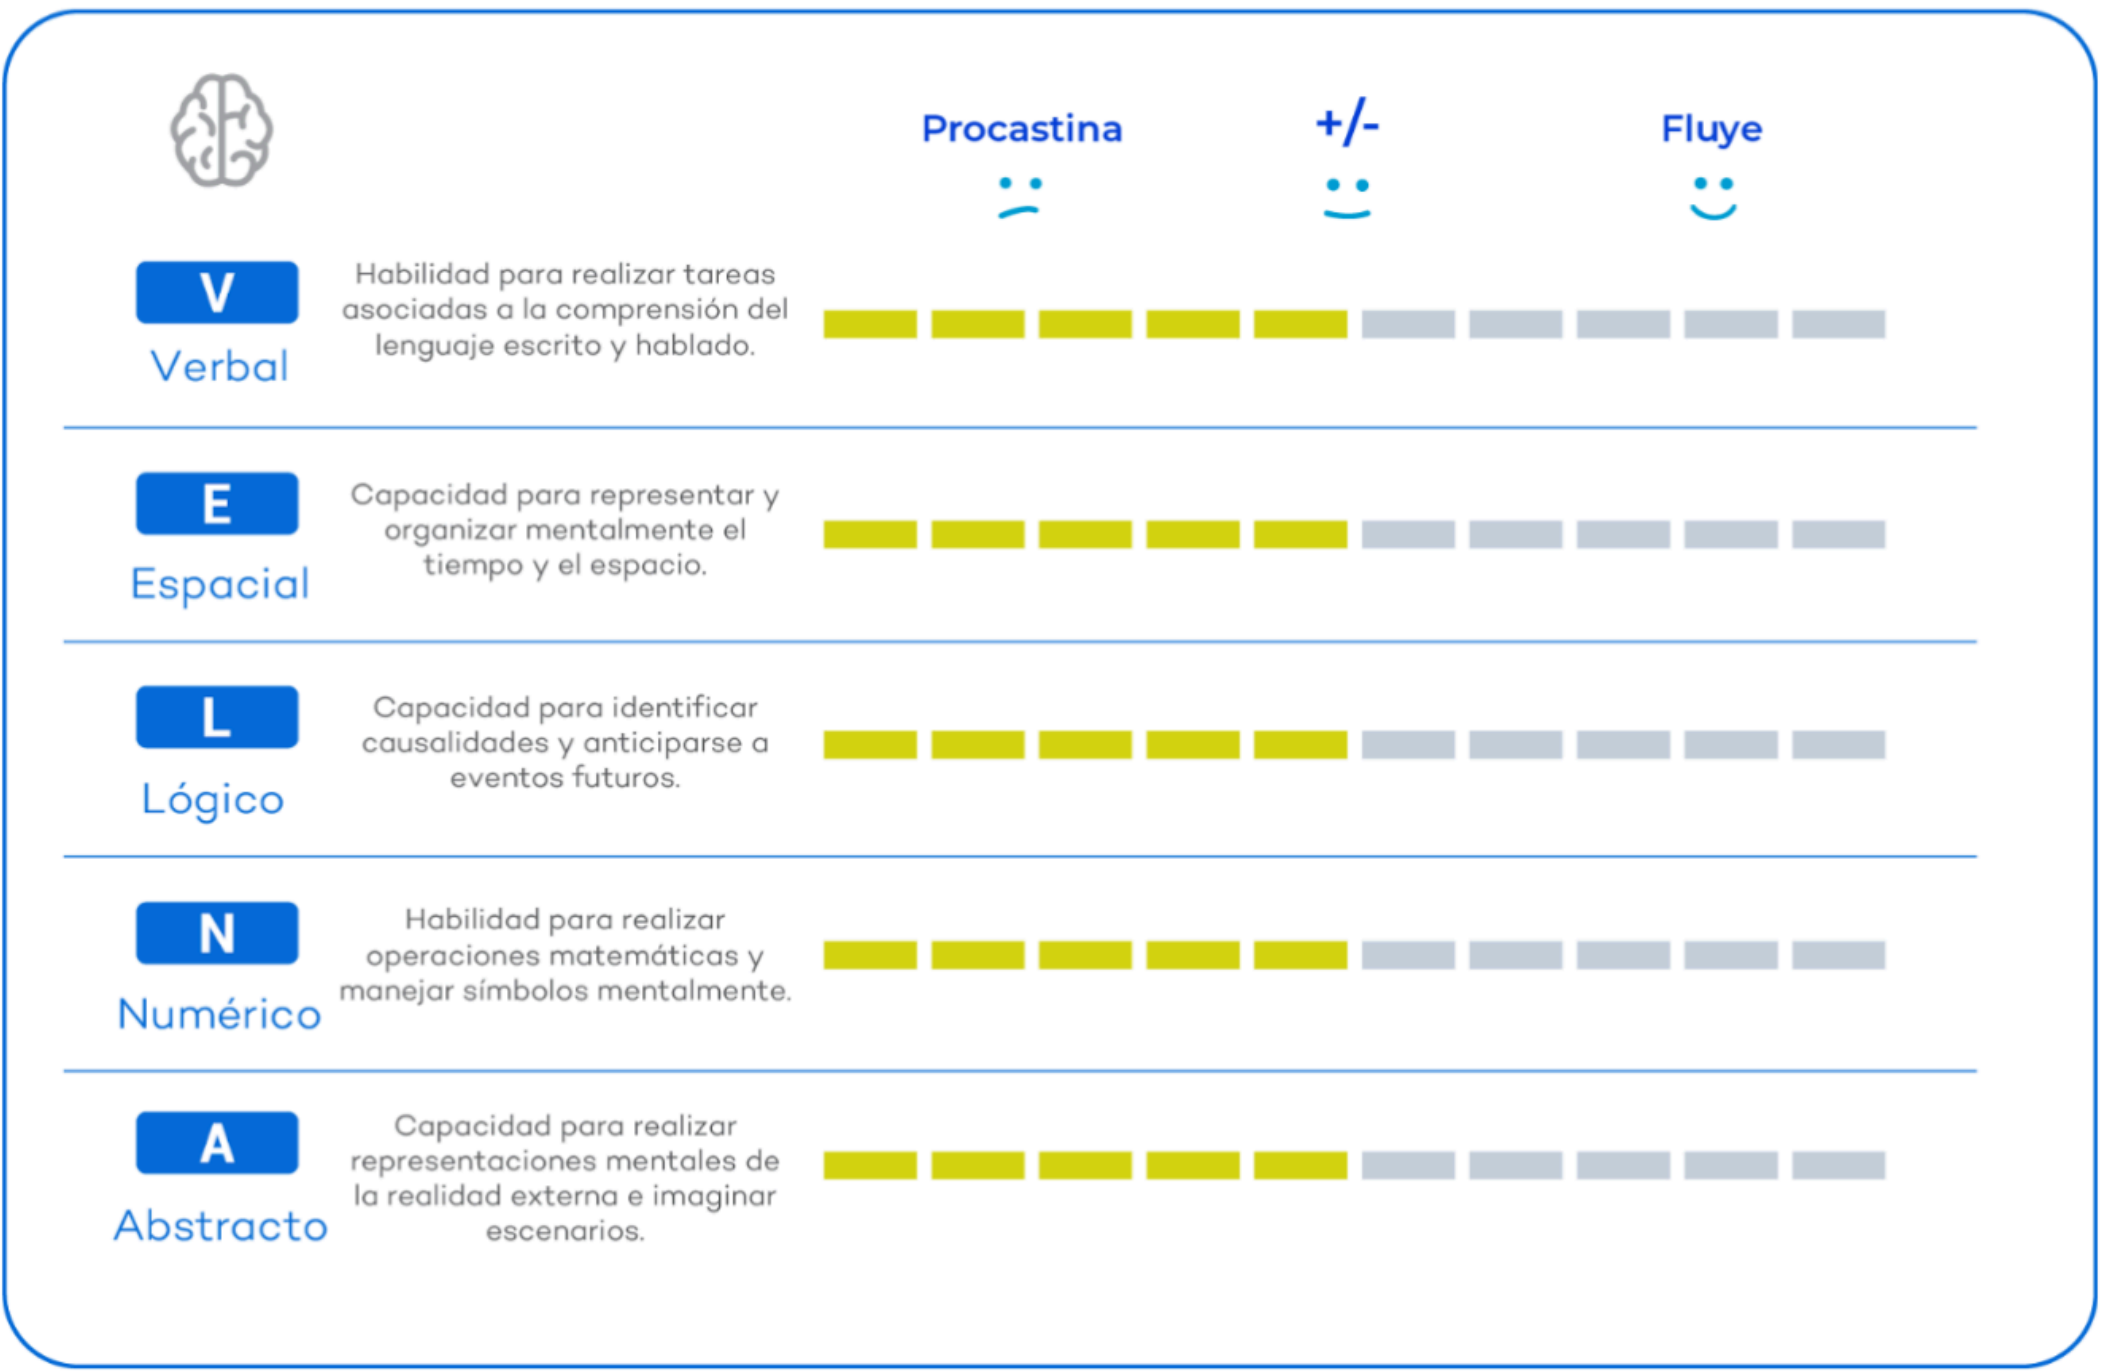 Procastina
+/-
Fluye
V
Verbal
Habilidad para realizar tareas
asociadas a la comprensión del
lenguaje escrito y hablado.
E
Espacial
Capacidad para representar y
organizar mentalmente el
tiempo y el espacio.
L
Lógico
Capacidad para identificar
causalidades y anticiparse a
eventos futuros.
N
Numérico
Habilidad para realizar
operaciones matemáticas y
manejar símbolos mentalmente.
A
Abstracto
Capacidad para realizar
representaciones mentales de
la realidad externa e imaginar
escenarios.